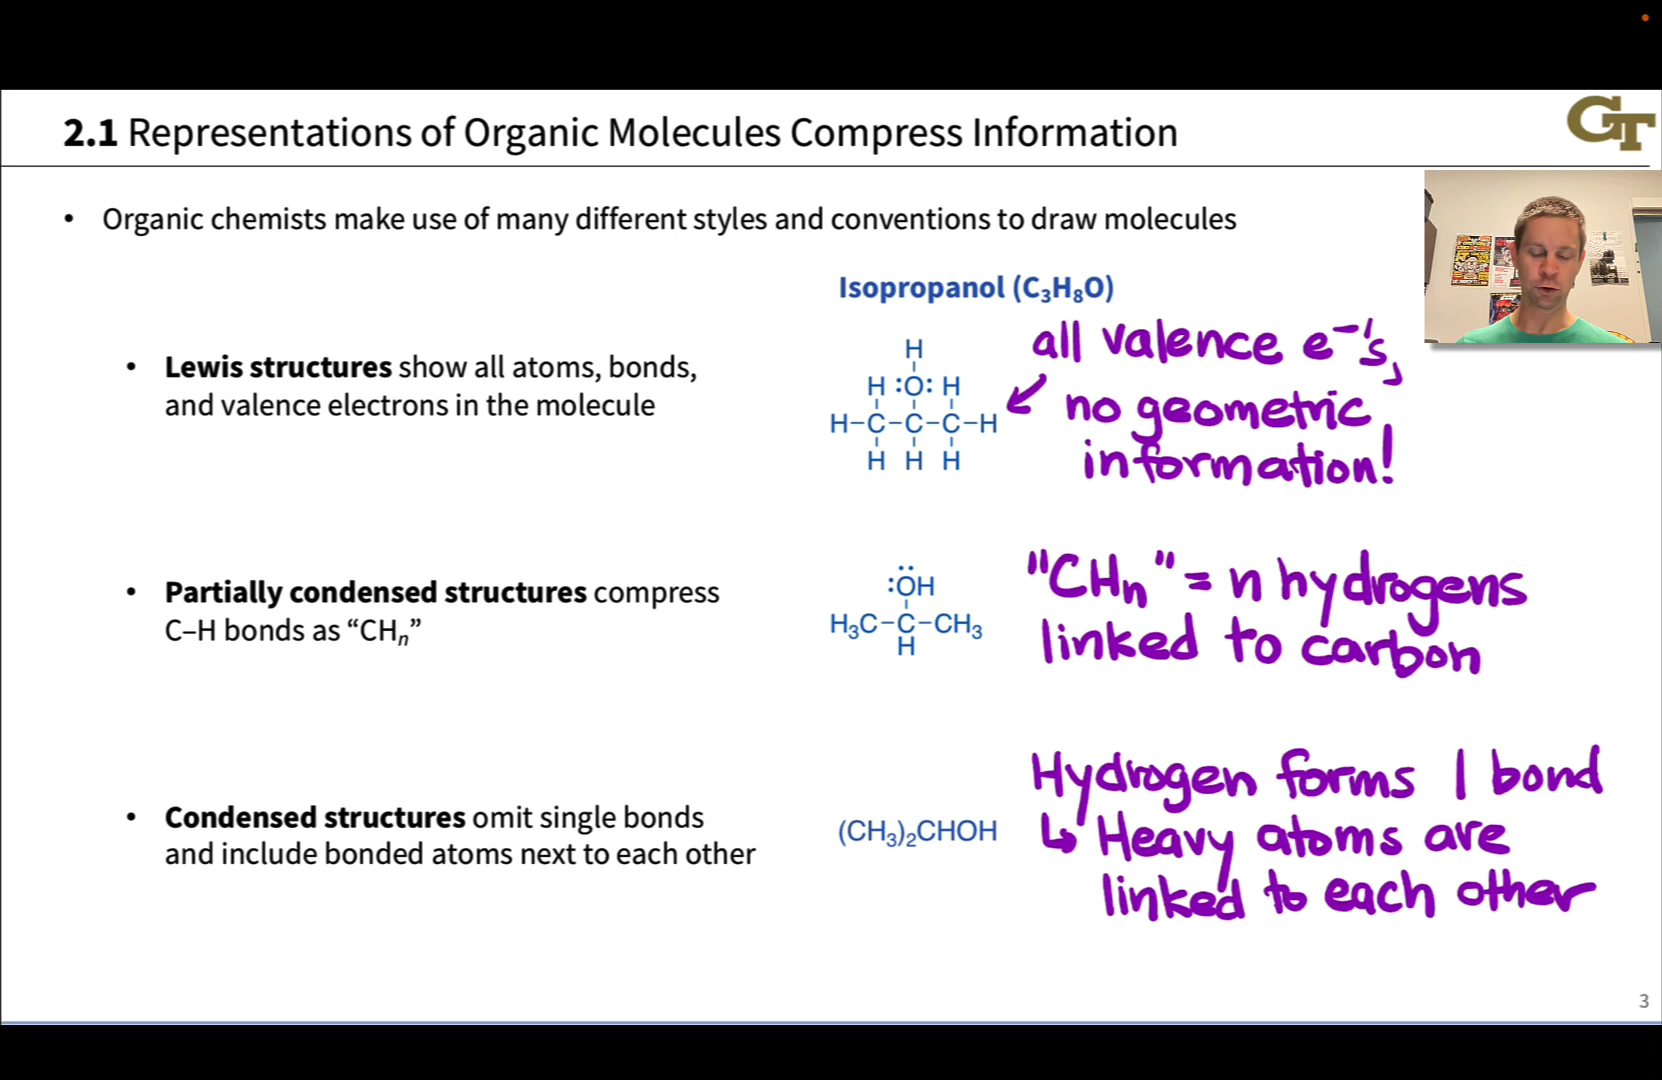 2.1 Representations of Organic Molecules Compress Information
GT
• Organic chemists make use of many different styles and conventions to draw molecules
Isopropanol (C₃H₈O)
• Lewis structures show all atoms, bonds,
and valence electrons in the molecule
H
H :O: H
H–C–C–C–H
H H H
all valence e⁻'s,
no geometric
information!
• Partially condensed structures compress
C–H bonds as “CHₙ”
:ÖH
H₃C–C–CH₃
H
"CHₙ" = n hydrogens
linked to carbon
• Condensed structures omit single bonds
and include bonded atoms next to each other
(CH₃)₂CHOH
Hydrogen forms 1 bond
↳ Heavy atoms are
linked to each other
3